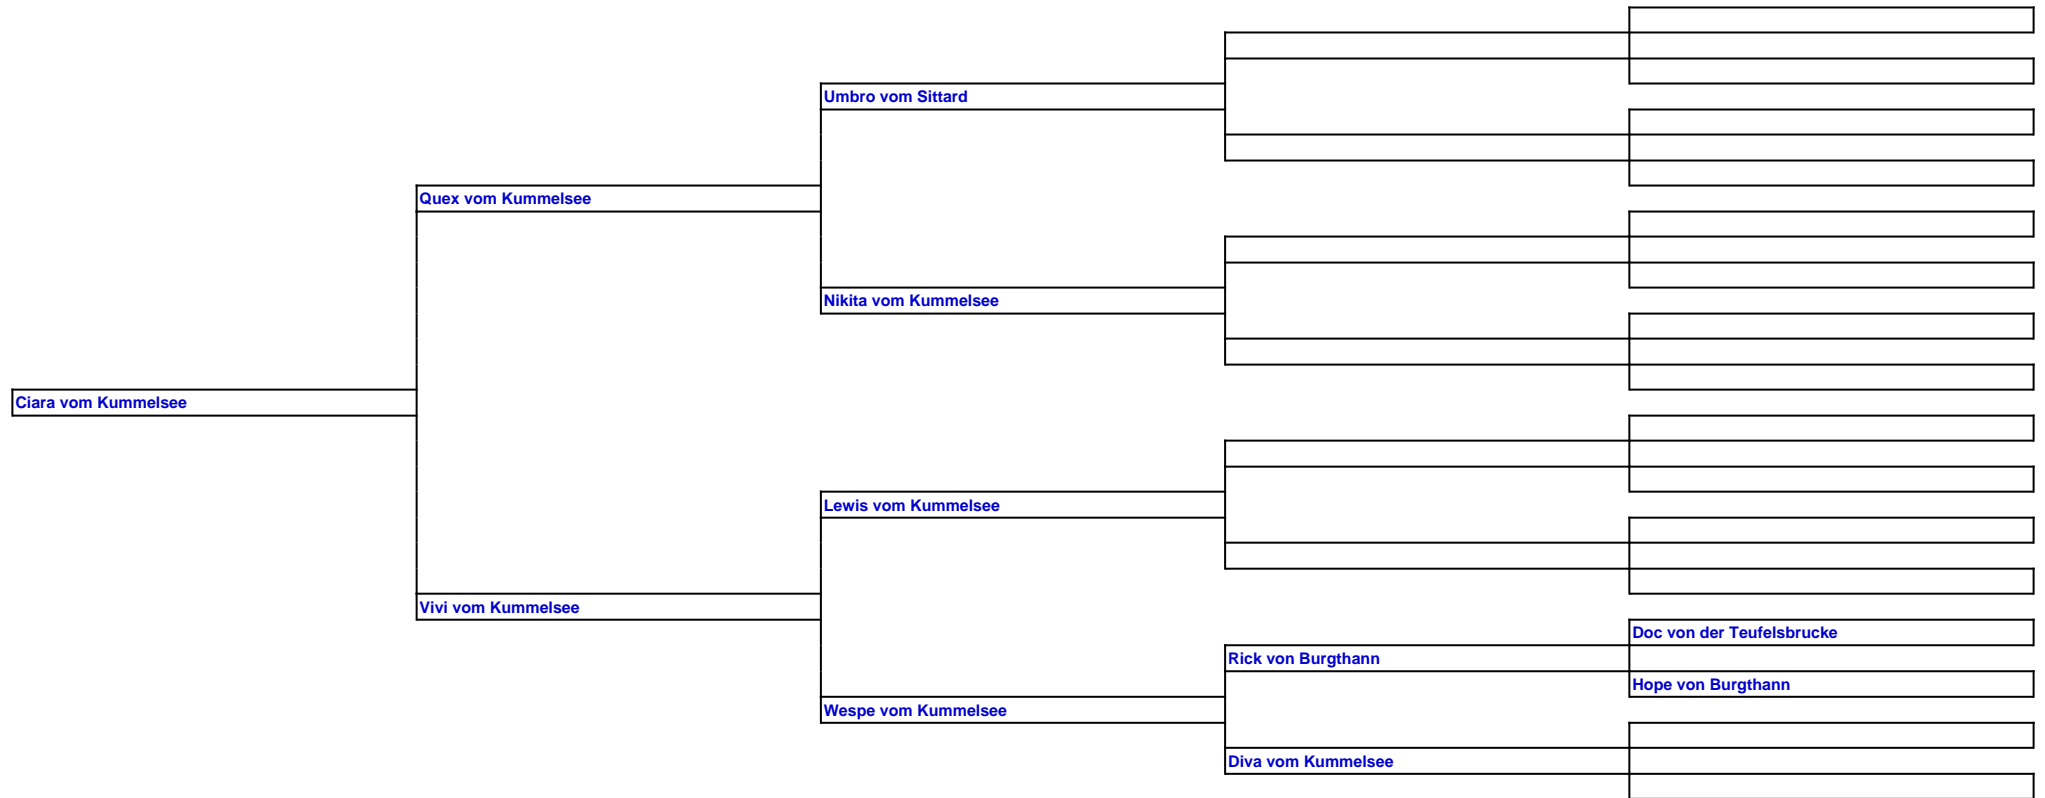 Umbro vom Sittard
Quex vom Kummelsee
Nikita vom Kummelsee
Ciara vom Kummelsee
Lewis vom Kummelsee
Vivi vom Kummelsee
Doc von der Teufelsbrucke
Rick von Burgthann
Hope von Burgthann
Wespe vom Kummelsee
Diva vom Kummelsee